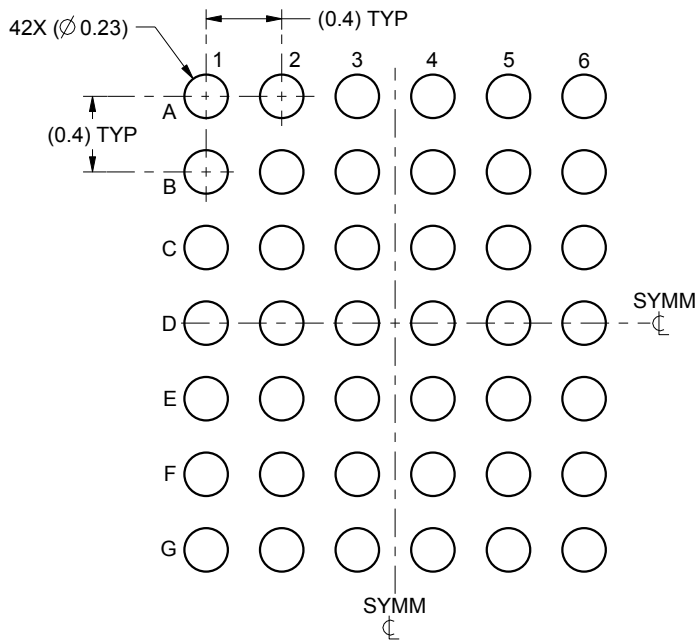 (0.4) TYP
42X (∅ 0.23)
1 2 3 4 5 6
A
(0.4) TYP
B
C
D
SYMM
℄
E
F
G
SYMM
℄